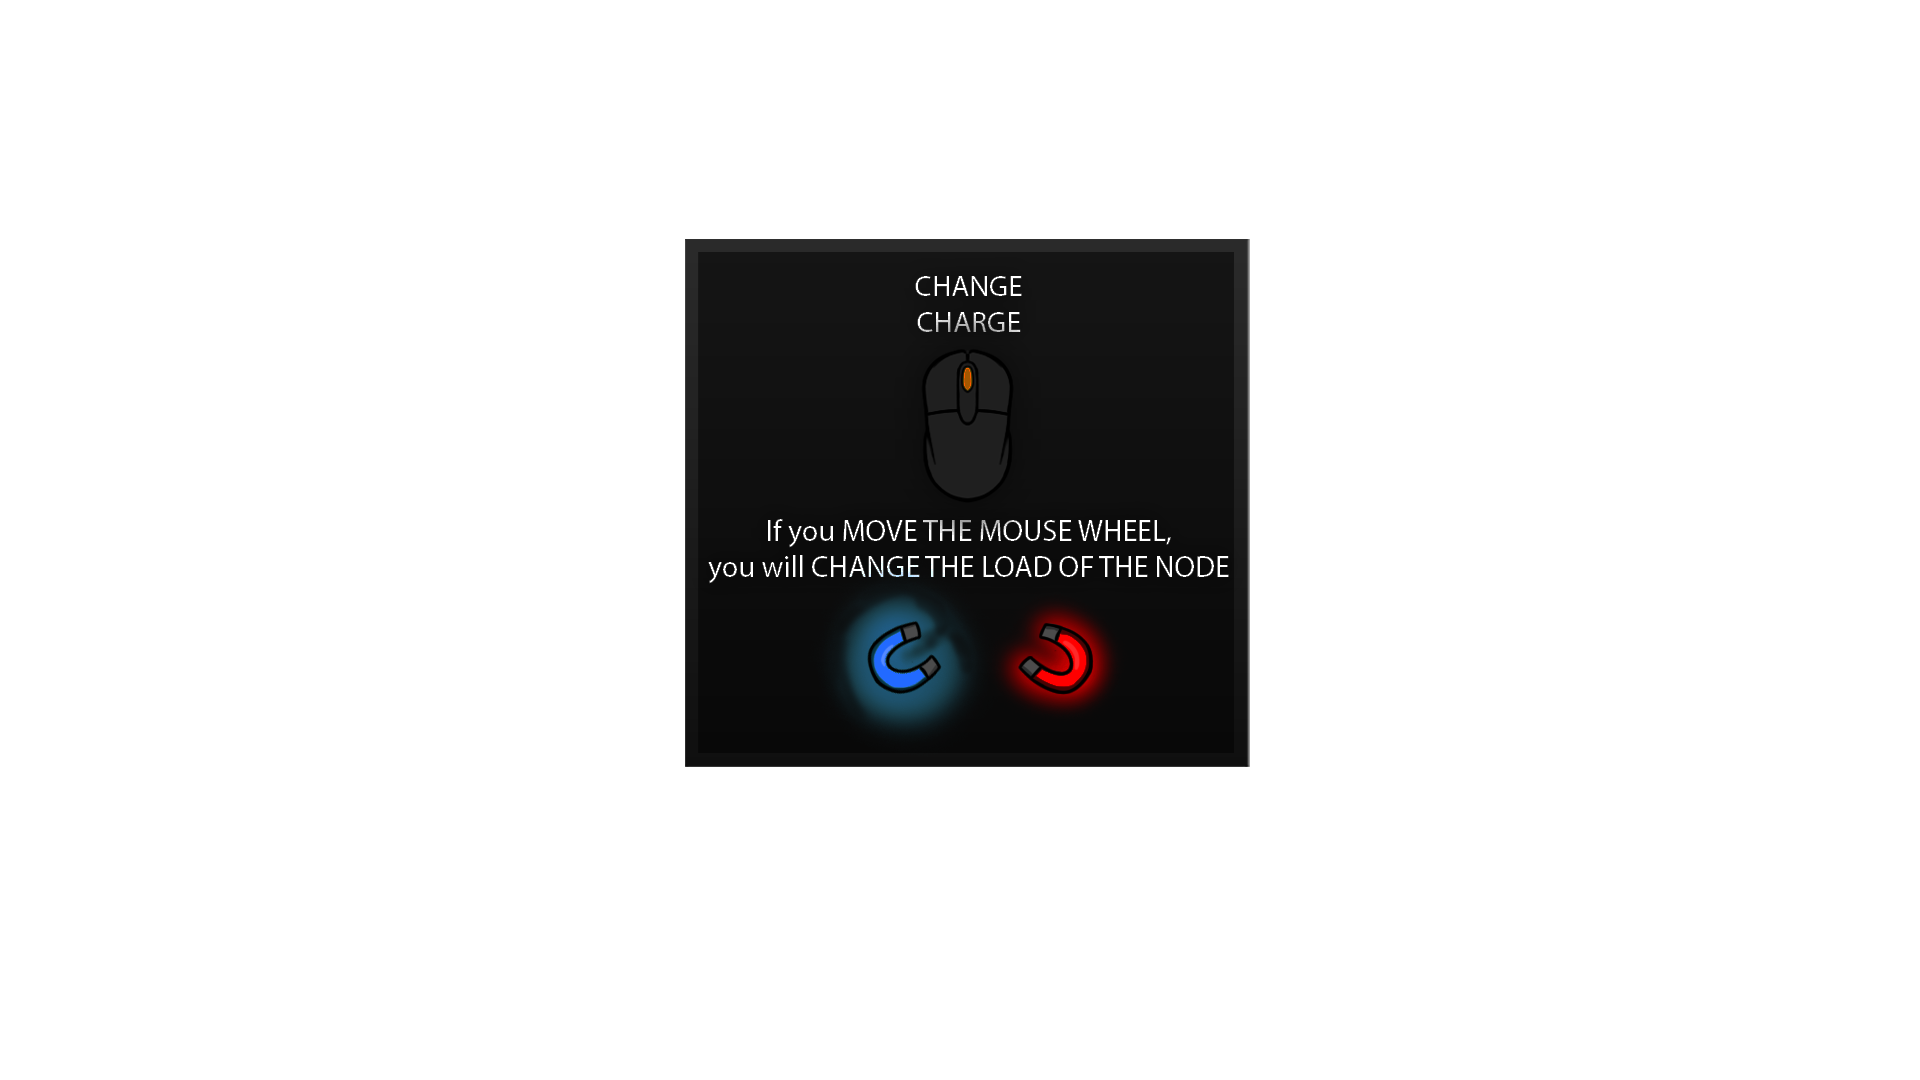 CHANGE
CHARGE
If you MOVE THE MOUSE WHEEL,
you will CHANGE THE LOAD OF THE NODE